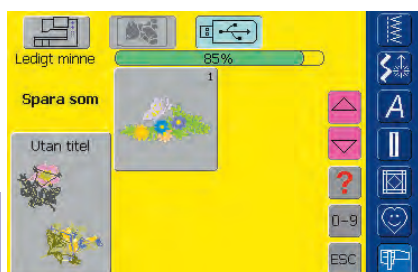 Ledigt minne
85%
Spara som
1
Utan titel
?
A
0-9
ESC